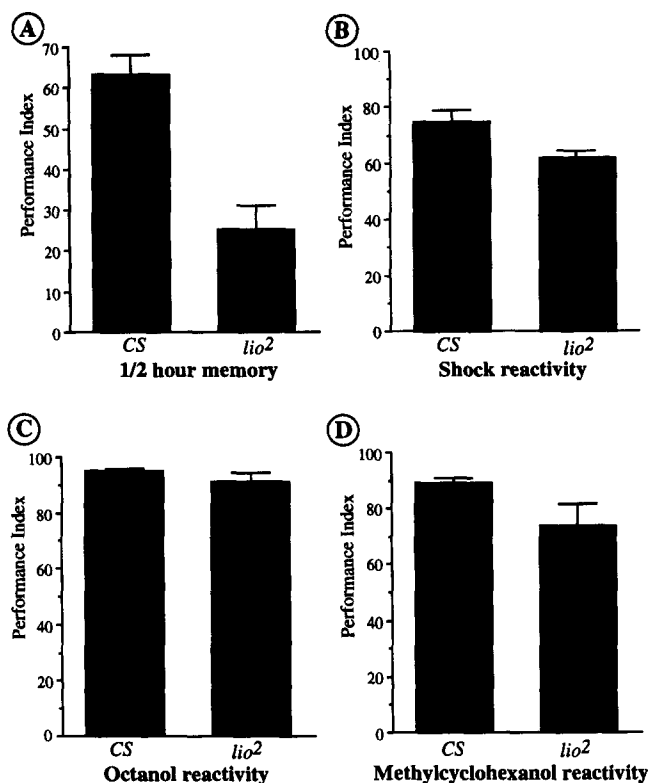 A
70
60
50
40
30
20
10
0
Performance Index
CS lio2
1/2 hour memory
B
100
80
60
40
20
0
Performance Index
CS lio2
Shock reactivity
C
100
80
60
40
20
0
Performance Index
CS lio2
Octanol reactivity
D
100
80
60
40
20
0
Performance Index
CS lio2
Methylcyclohexanol reactivity